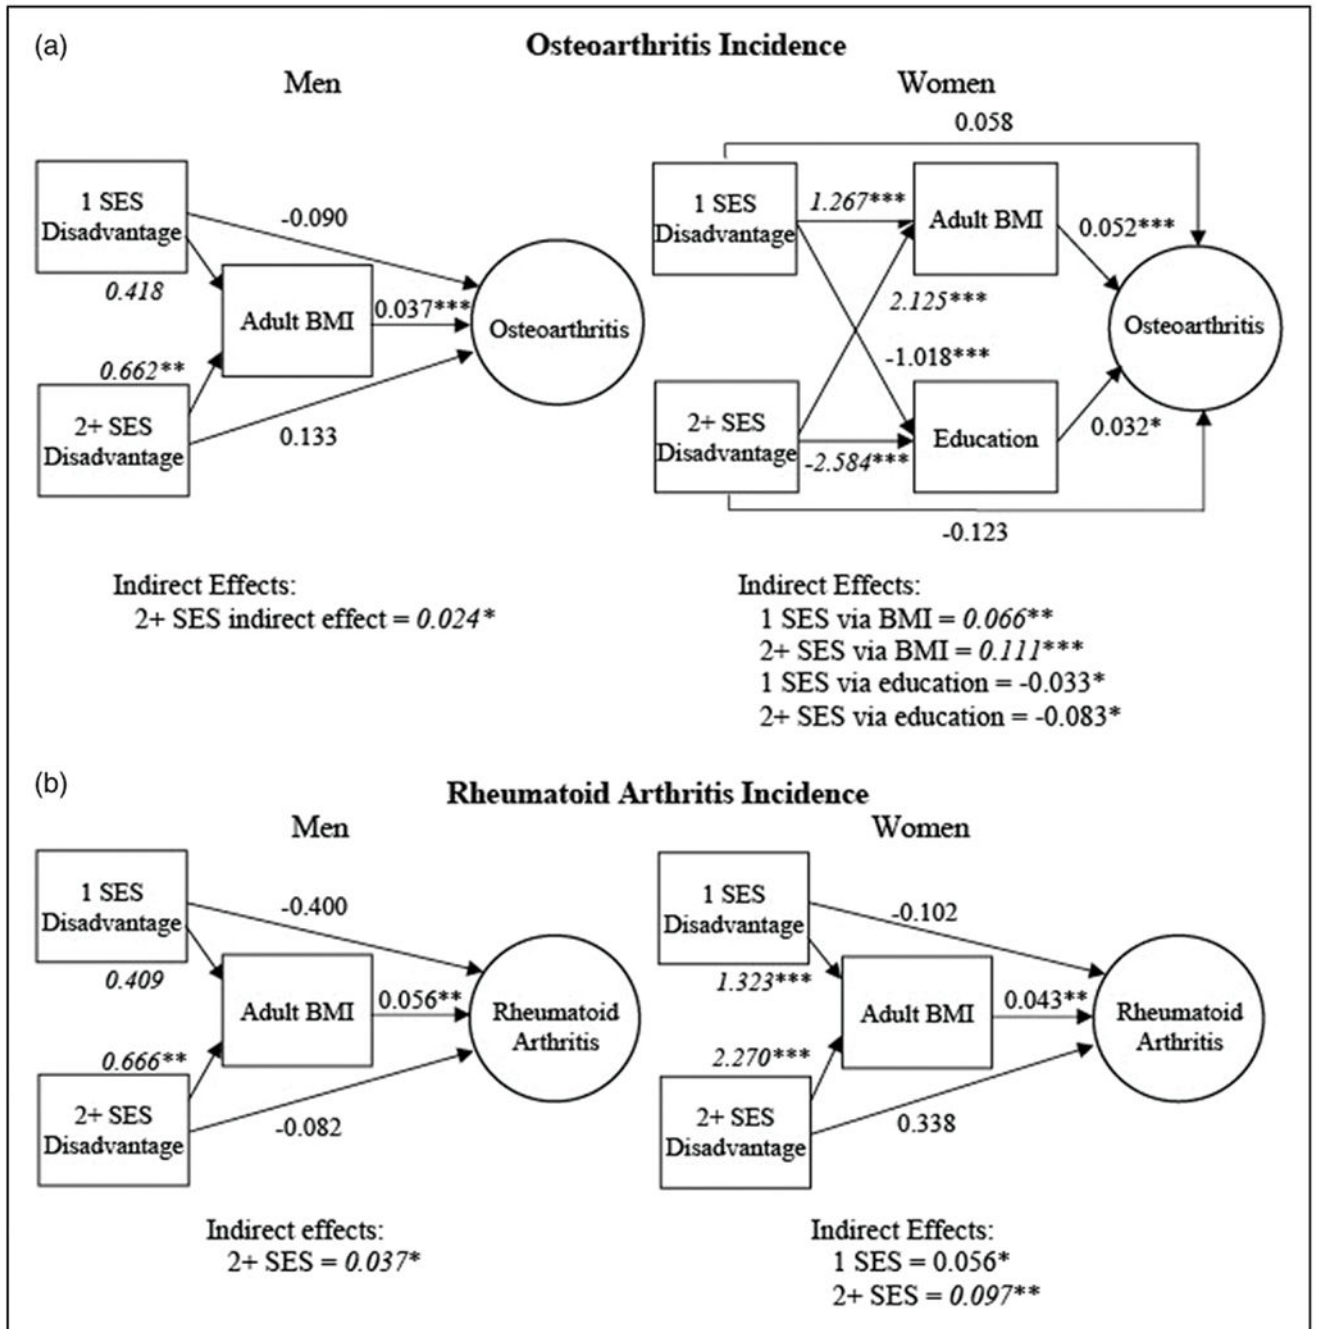 (a)
Osteoarthritis Incidence
Men
1 SES
Disadvantage
-0.090
0.418
Adult BMI
0.037***
Osteoarthritis
0.662**
2+ SES
Disadvantage
0.133
Indirect Effects:
2+ SES indirect effect = 0.024*
Women
0.058
1 SES
Disadvantage
1.267***
Adult BMI
0.052***
2.125***
Osteoarthritis
-1.018***
2+ SES
Disadvantage
Education
0.032*
-2.584***
-0.123
Indirect Effects:
1 SES via BMI = 0.066**
2+ SES via BMI = 0.111***
1 SES via education = -0.033*
2+ SES via education = -0.083*
(b)
Rheumatoid Arthritis Incidence
Men
1 SES
Disadvantage
-0.400
0.409
Adult BMI
0.056**
Rheumatoid
Arthritis
0.666**
2+ SES
Disadvantage
-0.082
Indirect effects:
2+ SES = 0.037*
Women
1 SES
Disadvantage
-0.102
1.323***
Adult BMI
0.043**
Rheumatoid
Arthritis
2.270***
2+ SES
Disadvantage
0.338
Indirect Effects:
1 SES = 0.056*
2+ SES = 0.097**